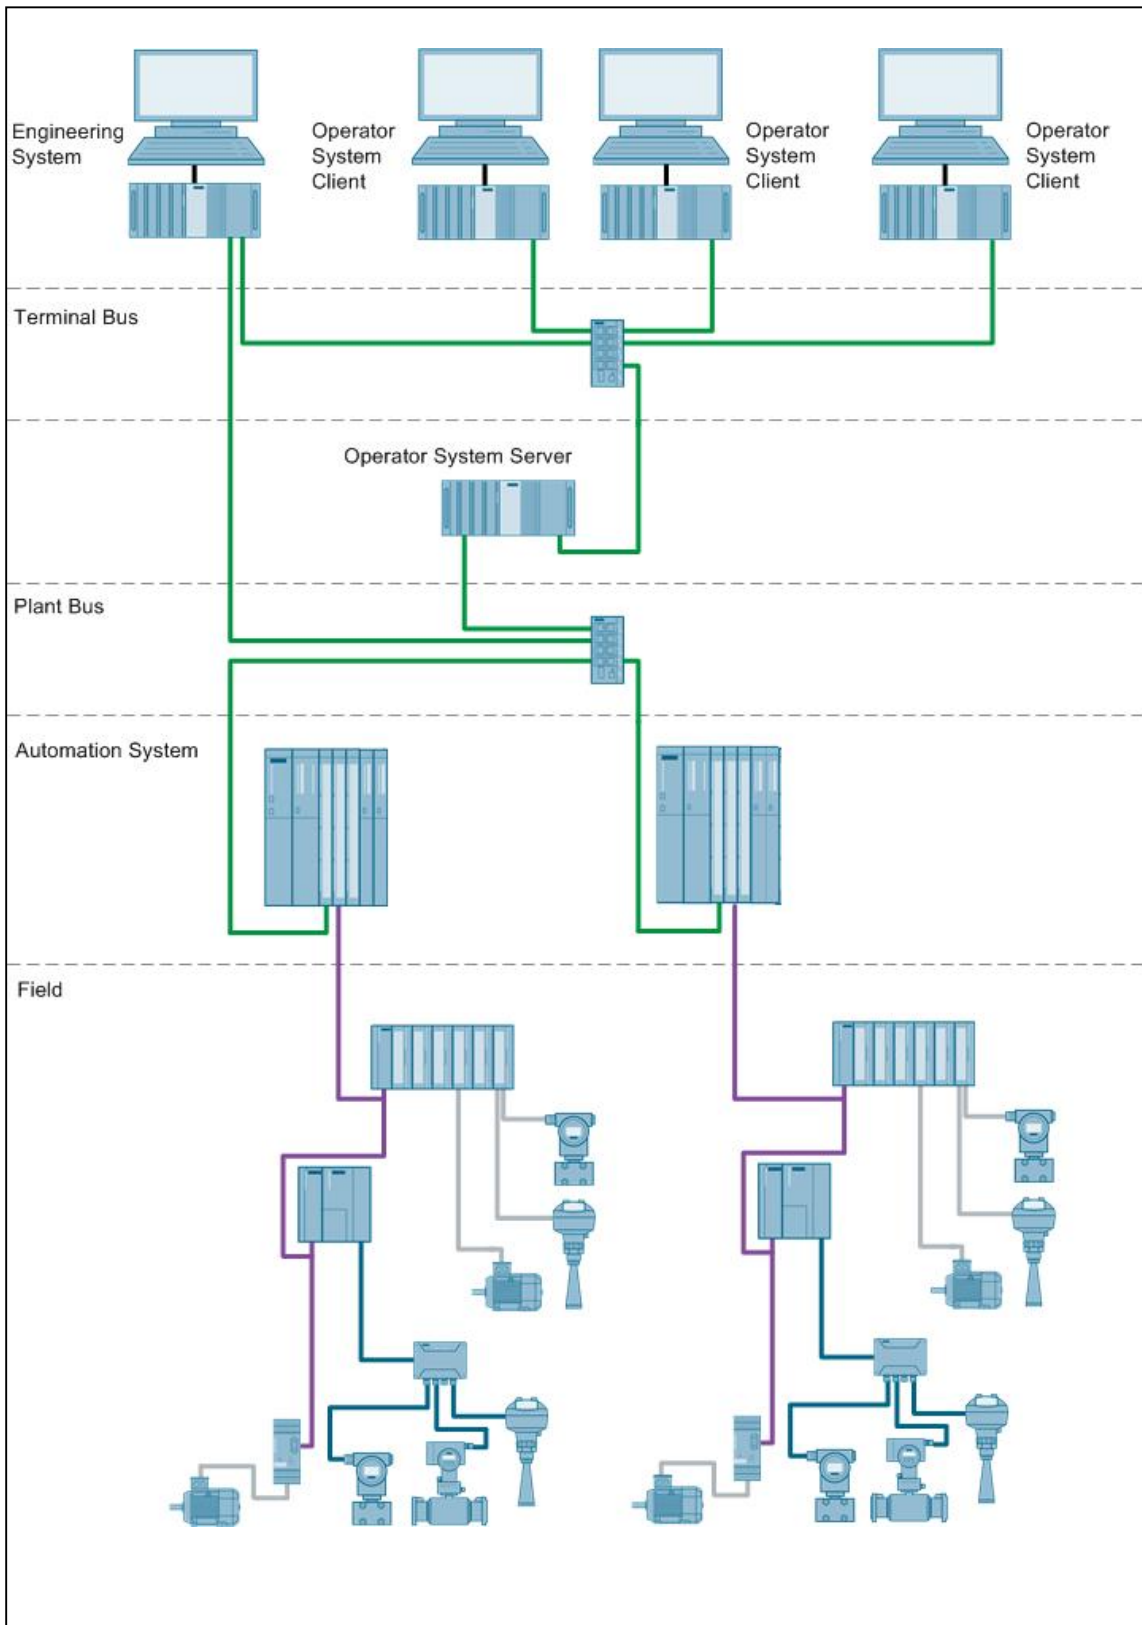 Engineering
System
Operator
System
Client
Operator
System
Client
Operator
System
Client
Terminal Bus
Operator System Server
Plant Bus
Automation System
Field